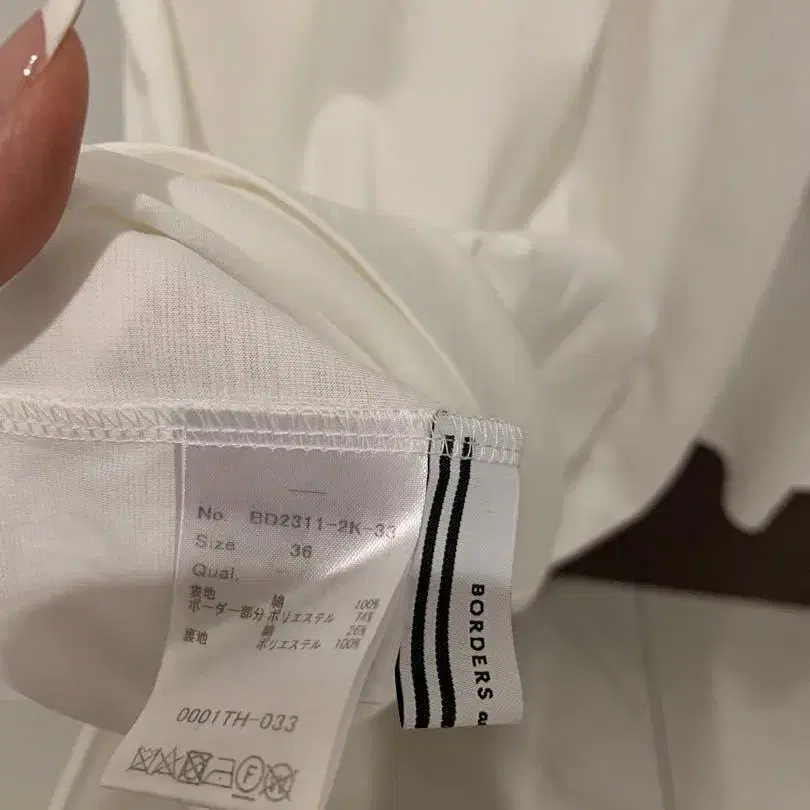 No. BD2311-2K-33
Size 36
Qual.
表地 綿 100%
ボーダー部分 ポリエステル 74%
綿 26%
裏地 ポリエステル 100%
0001TH-033
F
BORDERS